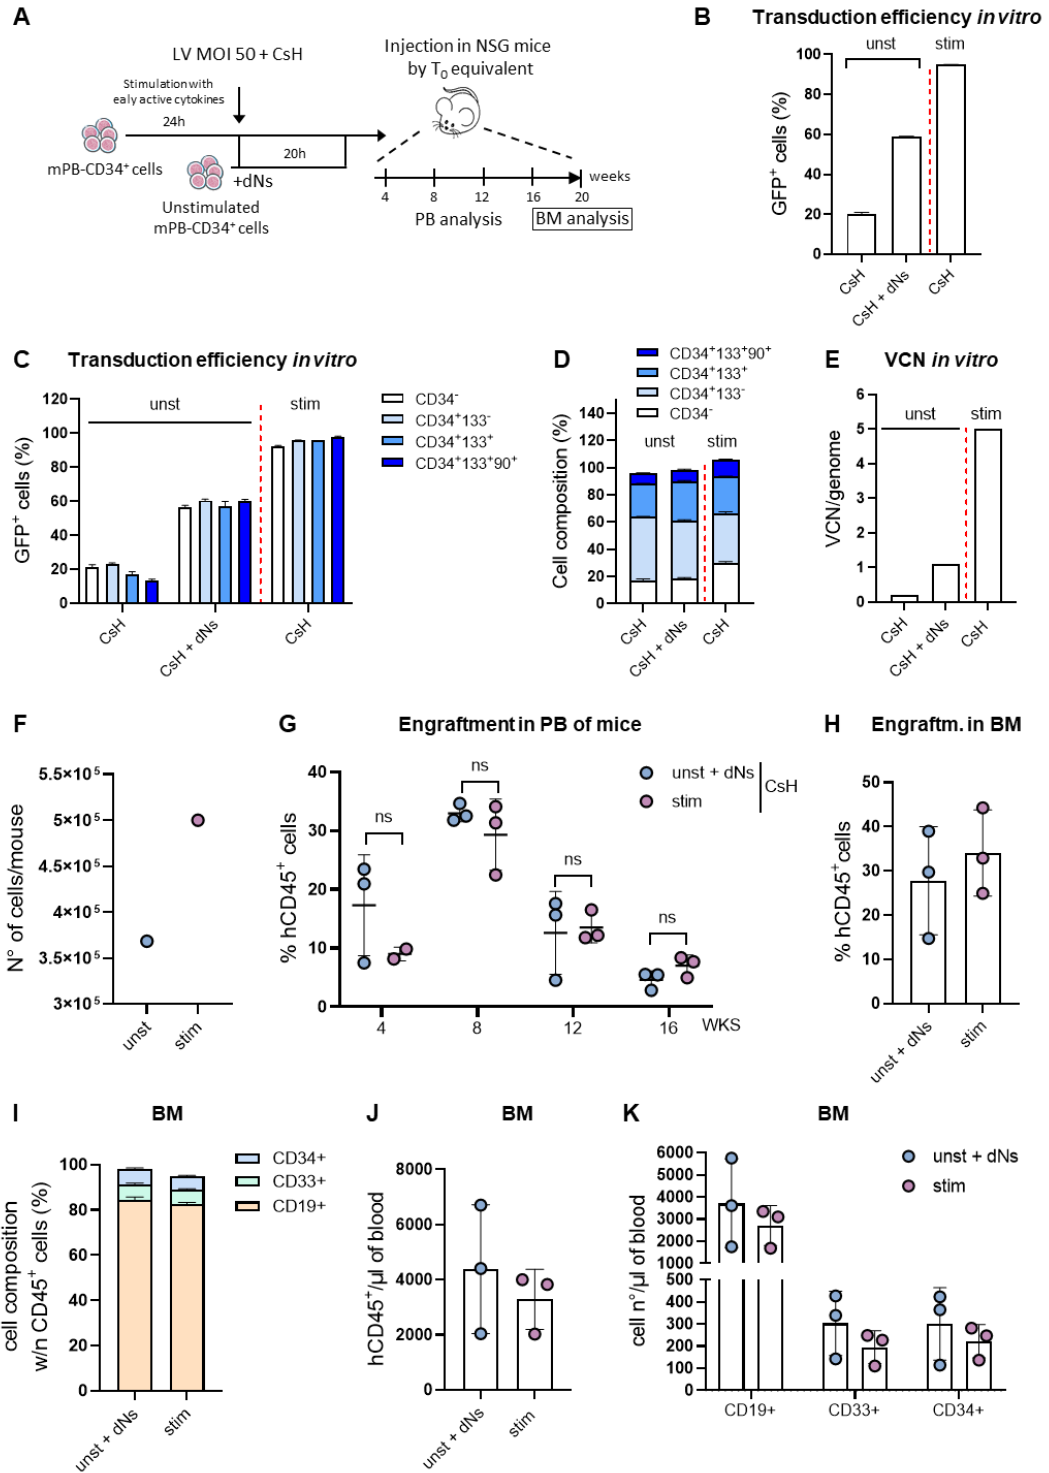 A
LV MOI 50 + CsH
Stimulation with
ealy active cytokines
24h
mPB-CD34⁺ cells
20h
+dNs
Unstimulated
mPB-CD34⁺cells
Injection in NSG mice
by T₀ equivalent
4 8 12 16 20 weeks
PB analysis
BM analysis
B Transduction efficiency in vitro
unst stim
GFP⁺ cells (%)
100
80
60
40
20
0
CsH
CsH + dNs
CsH
C Transduction efficiency in vitro
unst stim
GFP⁺ cells (%)
120
100
80
60
40
20
0
CsH
CsH + dNs
CsH
CD34⁻
CD34⁺133⁻
CD34⁺133⁺
CD34⁺133⁺90⁺
D
CD34⁺133⁺90⁺
CD34⁺133⁺
CD34⁺133⁻
CD34⁻
unst stim
Cell composition (%)
140
120
100
80
60
40
20
0
CsH
CsH + dNs
CsH
E VCN in vitro
unst stim
VCN/genome
6
5
4
3
2
1
0
CsH
CsH + dNs
CsH
F
N° of cells/mouse
5.5×10⁵
5×10⁵
4.5×10⁵
4×10⁵
3.5×10⁵
3×10⁵
unst
stim
G Engraftment in PB of mice
% hCD45⁺ cells
40
30
20
10
0
ns
ns
ns
ns
4 8 12 16 WKS
unst + dNs
stim
CsH
H Engraftm. in BM
% hCD45⁺cells
50
40
30
20
10
0
unst + dNs
stim
I BM
cell composition
w/n CD45⁺ cells (%)
100
80
60
40
20
0
unst + dNs
stim
CD34+
CD33+
CD19+
J BM
hCD45⁺/µl of blood
8000
6000
4000
2000
0
unst + dNs
stim
K BM
cell n°/µl of blood
6000
5000
4000
3000
2000
1000
500
400
300
200
100
0
CD19+ CD33+ CD34+
unst + dNs
stim